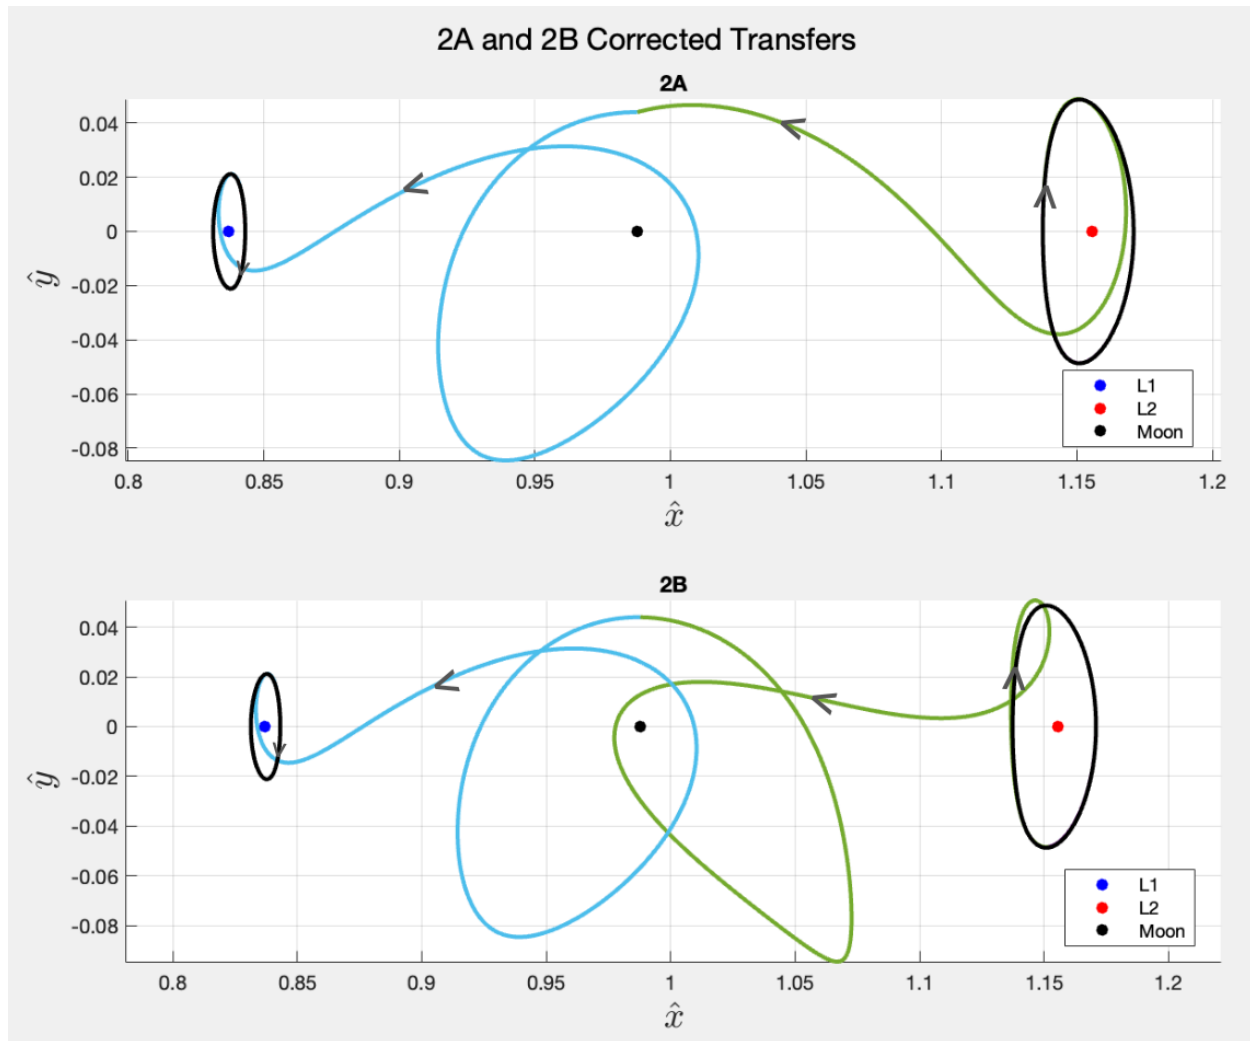 2A and 2B Corrected Transfers
2A
0.04
0.02
0
-0.02
-0.04
-0.06
-0.08
ŷ
0.8 0.85 0.9 0.95 1 1.05 1.1 1.15 1.2
x̂
L1
L2
Moon
2B
0.04
0.02
0
-0.02
-0.04
-0.06
-0.08
ŷ
0.8 0.85 0.9 0.95 1 1.05 1.1 1.15 1.2
x̂
L1
L2
Moon